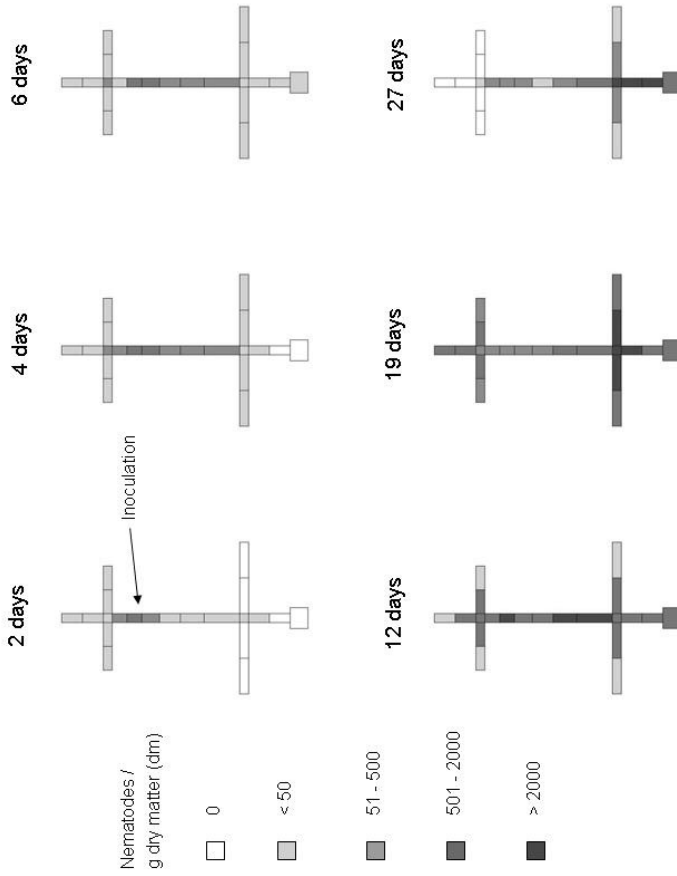 2 days
4 days
6 days
Inoculation
12 days
19 days
27 days
Nematodes /
g dry matter (dm)
0
< 50
51 - 500
501 - 2000
> 2000